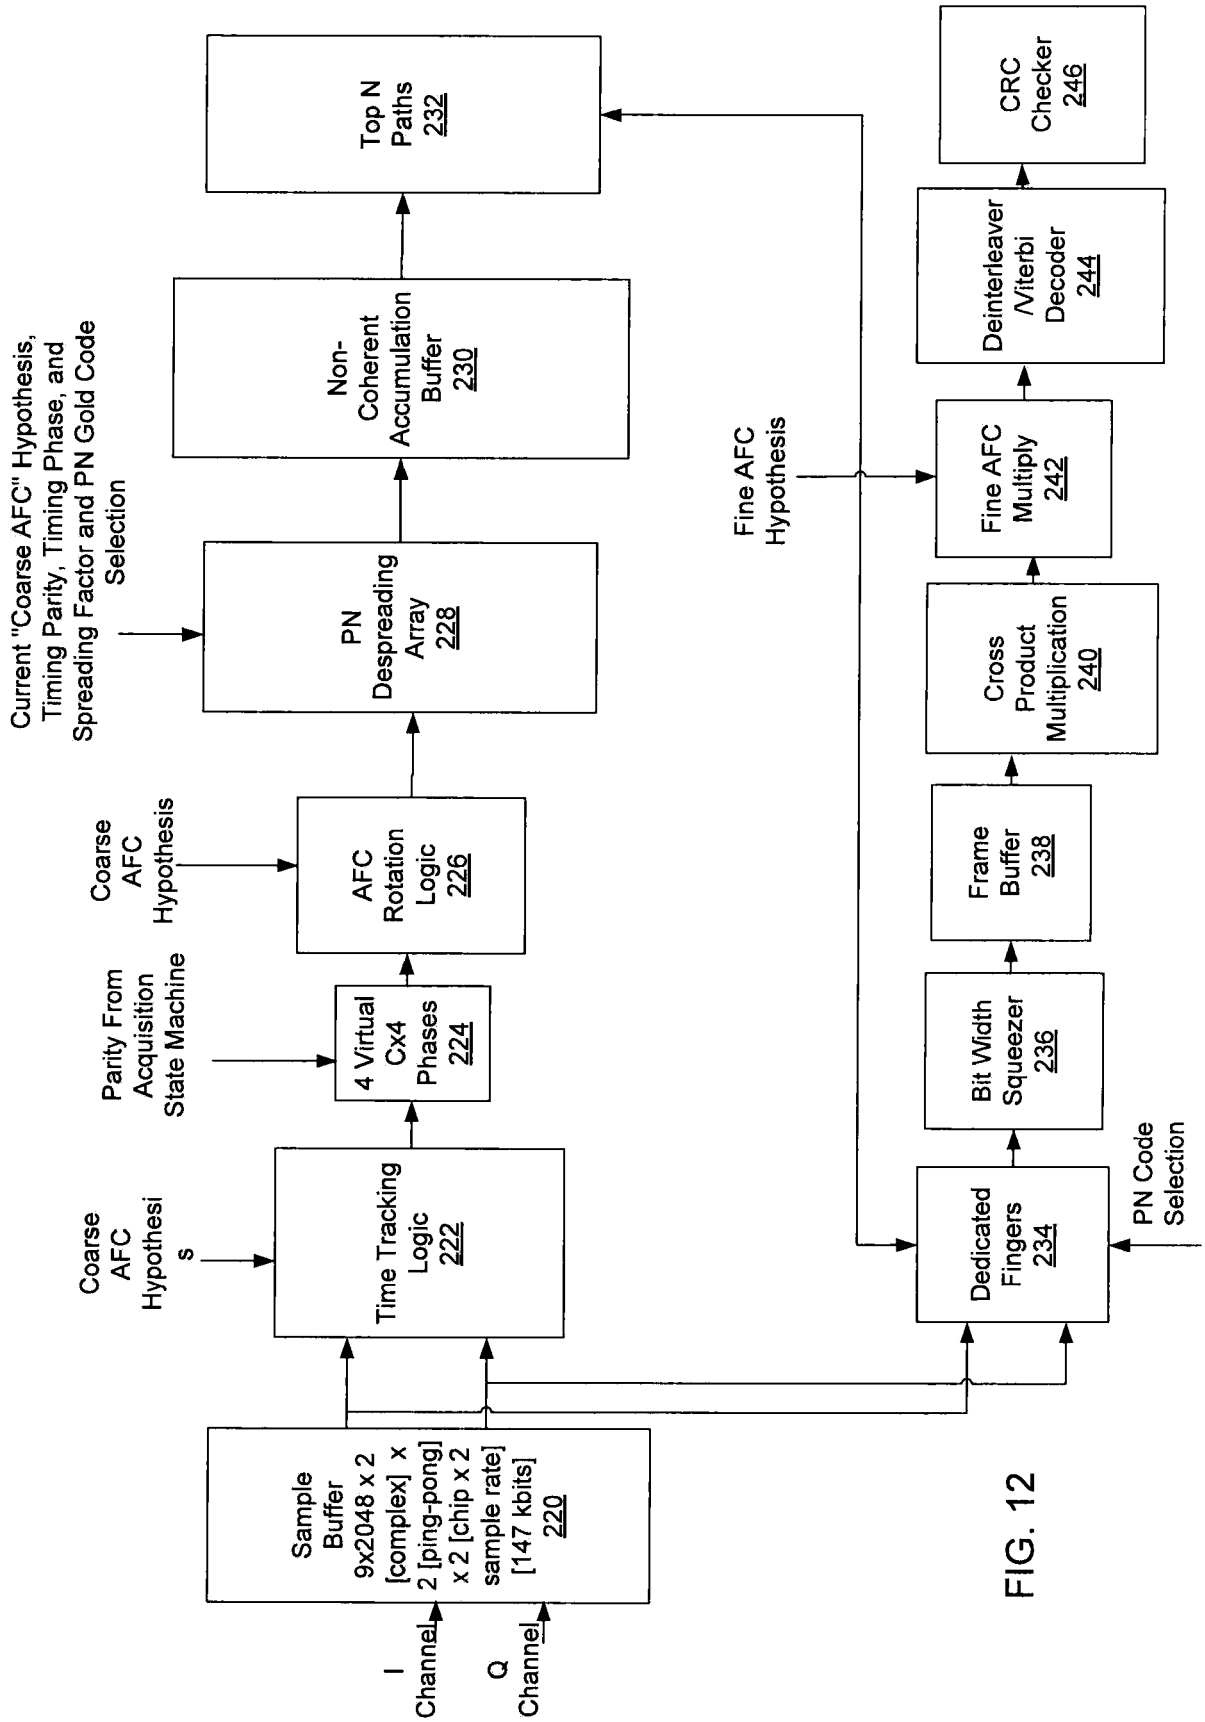 I
Channel
Q
Channel
Sample
Buffer
9x2048 x 2
[complex] x
2 [ping-pong]
x 2 [chip x 2
sample rate]
[147 kbits]
220
Coarse
AFC
Hypothesi
s
Time Tracking
Logic
222
Parity From
Acquisition
State Machine
4 Virtual
Cx4
Phases
224
Coarse
AFC
Hypothesis
AFC
Rotation
Logic
226
Current "Coarse AFC" Hypothesis,
Timing Parity, Timing Phase, and
Spreading Factor and PN Gold Code
Selection
PN
Despreading
Array
228
Non-
Coherent
Accumulation
Buffer
230
Top N
Paths
232
Dedicated
Fingers
234
PN Code
Selection
Bit Width
Squeezer
236
Frame
Buffer
238
Cross
Product
Multiplication
240
Fine AFC
Hypothesis
Fine AFC
Multiply
242
Deinterleaver
/Viterbi
Decoder
244
CRC
Checker
246
FIG. 12